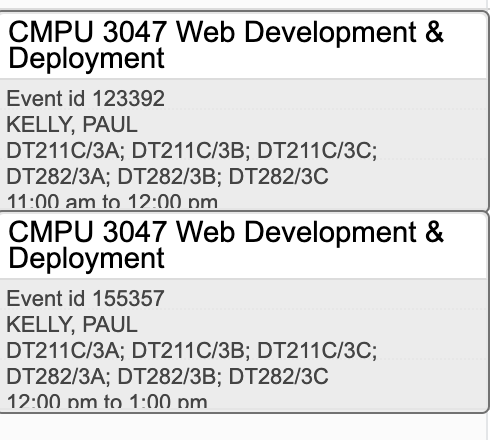 CMPU 3047 Web Development &
Deployment
Event id 123392
KELLY, PAUL
DT211C/3A; DT211C/3B; DT211C/3C;
DT282/3A; DT282/3B; DT282/3C
11:00 am to 12:00 pm
CMPU 3047 Web Development &
Deployment
Event id 155357
KELLY, PAUL
DT211C/3A; DT211C/3B; DT211C/3C;
DT282/3A; DT282/3B; DT282/3C
12:00 pm to 1:00 pm